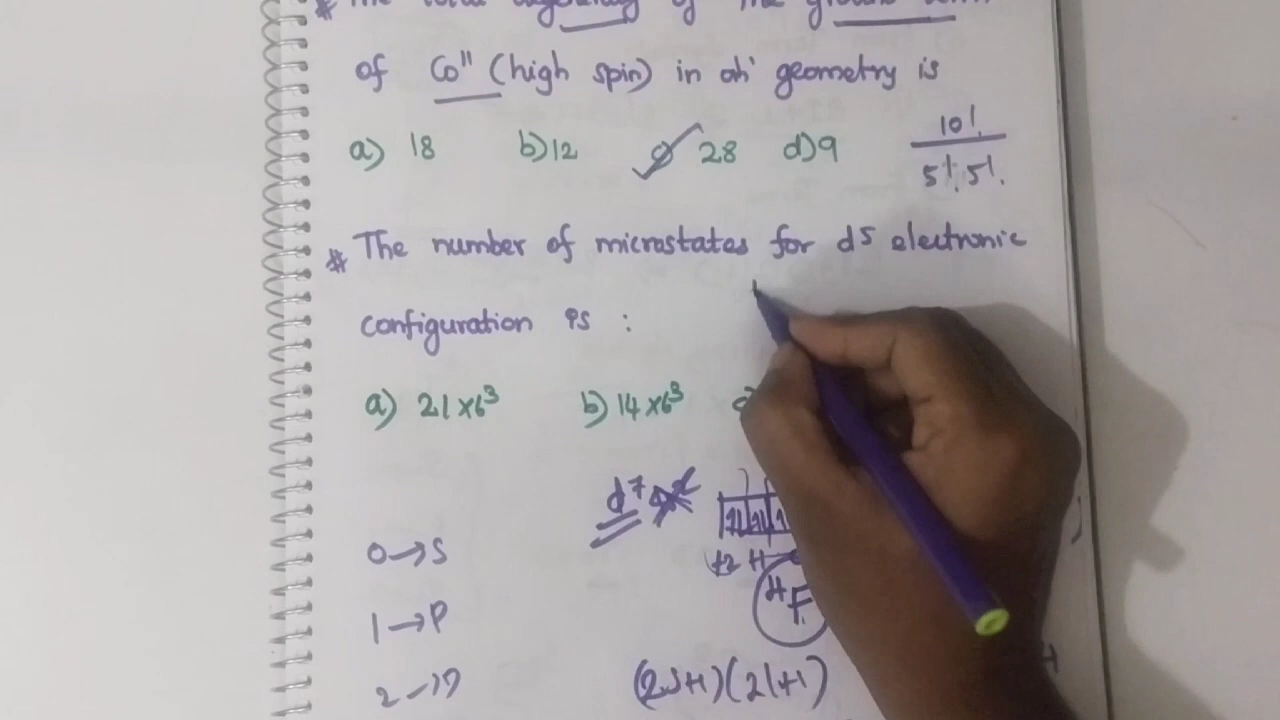 of Co" (high spin) in oh' geometry is
a) 18 b) 12 c) 28 d) 9
10!
5!.5!.
* The number of microstates for d5 electronic
configuration is :
a) 21×6³ b) 14×6³
d⁷
0→S
1→P
2→D
⁴F
(2S+1)(2l+1)